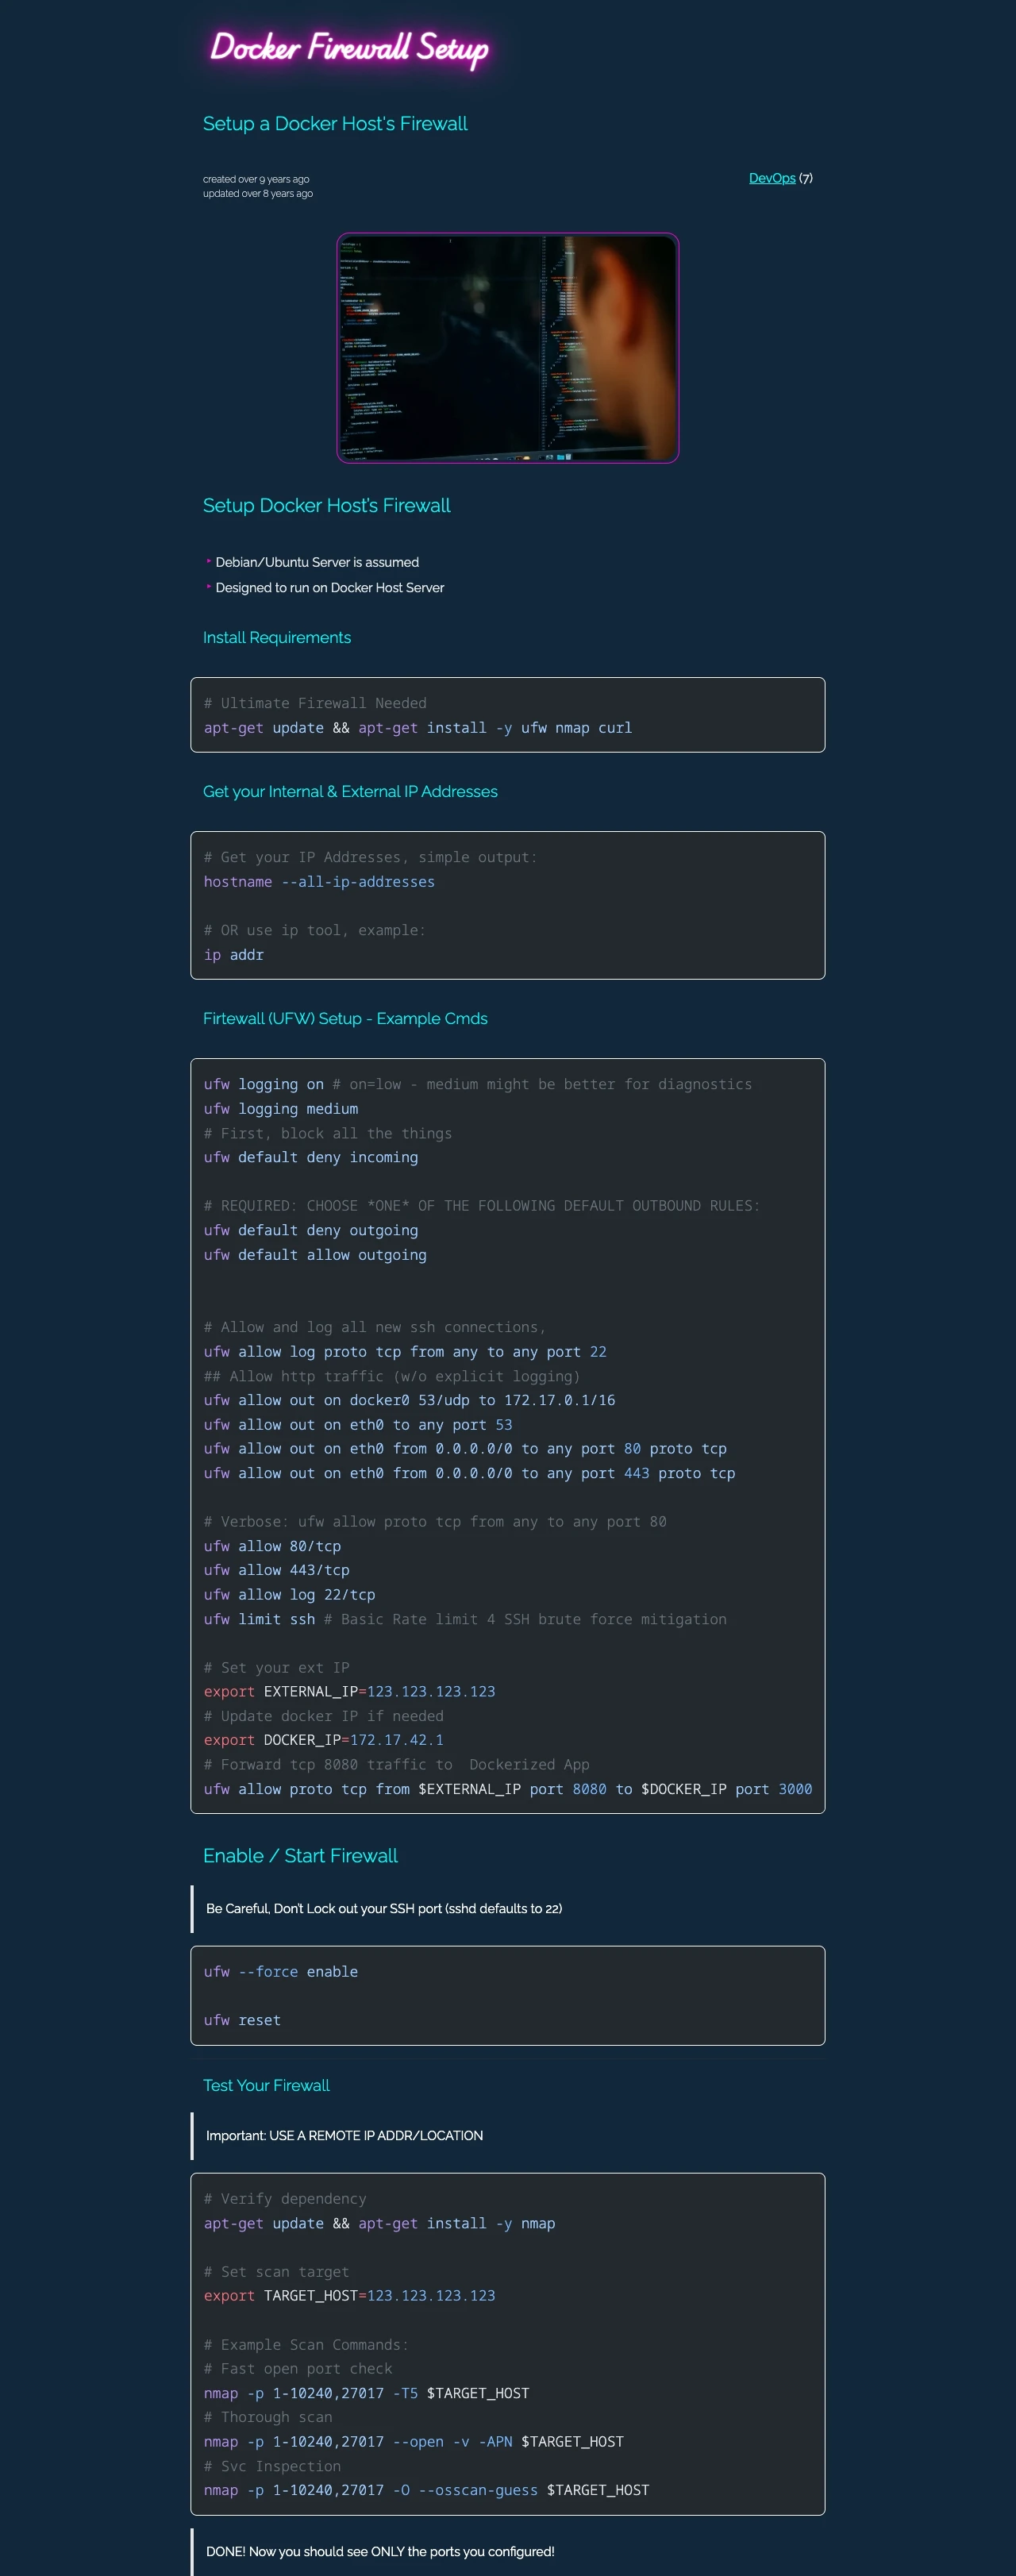 Docker Firewall Setup
Setup a Docker Host's Firewall
created over 9 years ago
updated over 8 years ago
DevOps (7)
Setup Docker Host’s Firewall
‣ Debian/Ubuntu Server is assumed
‣ Designed to run on Docker Host Server
Install Requirements
# Ultimate Firewall Needed
apt-get update && apt-get install -y ufw nmap curl
Get your Internal & External IP Addresses
# Get your IP Addresses, simple output:
hostname --all-ip-addresses
# OR use ip tool, example:
ip addr
Firtewall (UFW) Setup - Example Cmds
ufw logging on # on=low - medium might be better for diagnostics
ufw logging medium
# First, block all the things
ufw default deny incoming
# REQUIRED: CHOOSE *ONE* OF THE FOLLOWING DEFAULT OUTBOUND RULES:
ufw default deny outgoing
ufw default allow outgoing
# Allow and log all new ssh connections,
ufw allow log proto tcp from any to any port 22
## Allow http traffic (w/o explicit logging)
ufw allow out on docker0 53/udp to 172.17.0.1/16
ufw allow out on eth0 to any port 53
ufw allow out on eth0 from 0.0.0.0/0 to any port 80 proto tcp
ufw allow out on eth0 from 0.0.0.0/0 to any port 443 proto tcp
# Verbose: ufw allow proto tcp from any to any port 80
ufw allow 80/tcp
ufw allow 443/tcp
ufw allow log 22/tcp
ufw limit ssh # Basic Rate limit 4 SSH brute force mitigation
# Set your ext IP
export EXTERNAL_IP=123.123.123.123
# Update docker IP if needed
export DOCKER_IP=172.17.42.1
# Forward tcp 8080 traffic to  Dockerized App
ufw allow proto tcp from $EXTERNAL_IP port 8080 to $DOCKER_IP port 3000
Enable / Start Firewall
Be Careful, Don’t Lock out your SSH port (sshd defaults to 22)
ufw --force enable
ufw reset
Test Your Firewall
Important: USE A REMOTE IP ADDR/LOCATION
# Verify dependency
apt-get update && apt-get install -y nmap
# Set scan target
export TARGET_HOST=123.123.123.123
# Example Scan Commands:
# Fast open port check
nmap -p 1-10240,27017 -T5 $TARGET_HOST
# Thorough scan
nmap -p 1-10240,27017 --open -v -APN $TARGET_HOST
# Svc Inspection
nmap -p 1-10240,27017 -O --osscan-guess $TARGET_HOST
DONE! Now you should see ONLY the ports you configured!